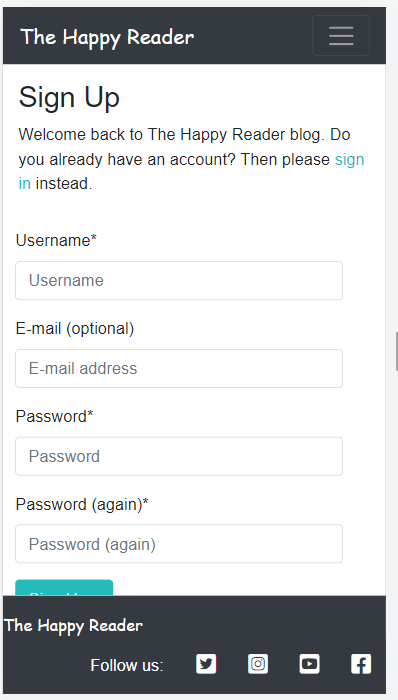 The Happy Reader
Sign Up
Welcome back to The Happy Reader blog. Do
you already have an account? Then please sign
in instead.
Username*
Username
E-mail (optional)
E-mail address
Password*
Password
Password (again)*
Password (again)
The Happy Reader
Follow us: